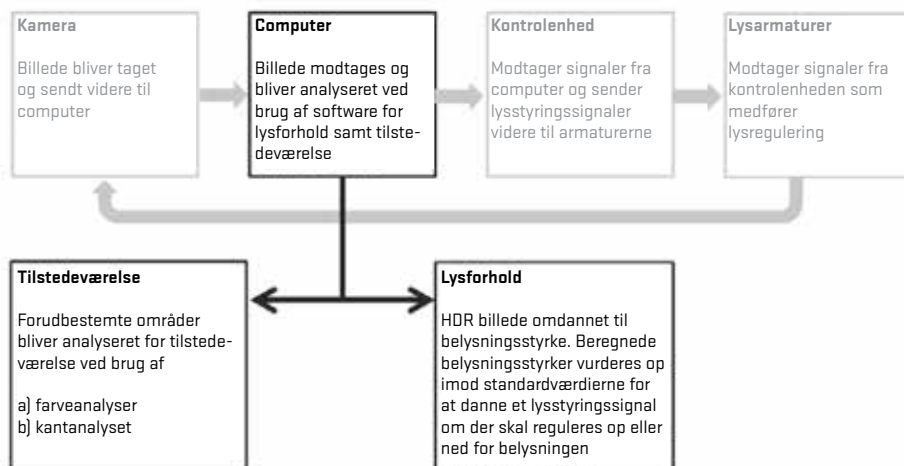 Kamera
Billede bliver taget
og sendt videre til
computer
Computer
Billede modtages og
bliver analyseret ved
brug af software for
lysforhold samt tilste-
deværelse
Kontrolenhed
Modtager signaler fra
computer og sender
lysstyringssignaler
videre til armaturerne
Lysarmaturer
Modtager signaler fra
kontrolenheden som
medfører
lysregulering
Tilstedeværelse
Forudbestemte områder
bliver analyseret for tilstede-
værelse ved brug af
a) farveanalyser
b) kantanalyset
Lysforhold
HDR billede omdannet til
belysningsstyrke. Beregnede
belysningsstyrker vurderes op
imod standardværdierne for
at danne et lysstyringssignal
om der skal reguleres op eller
ned for belysningen